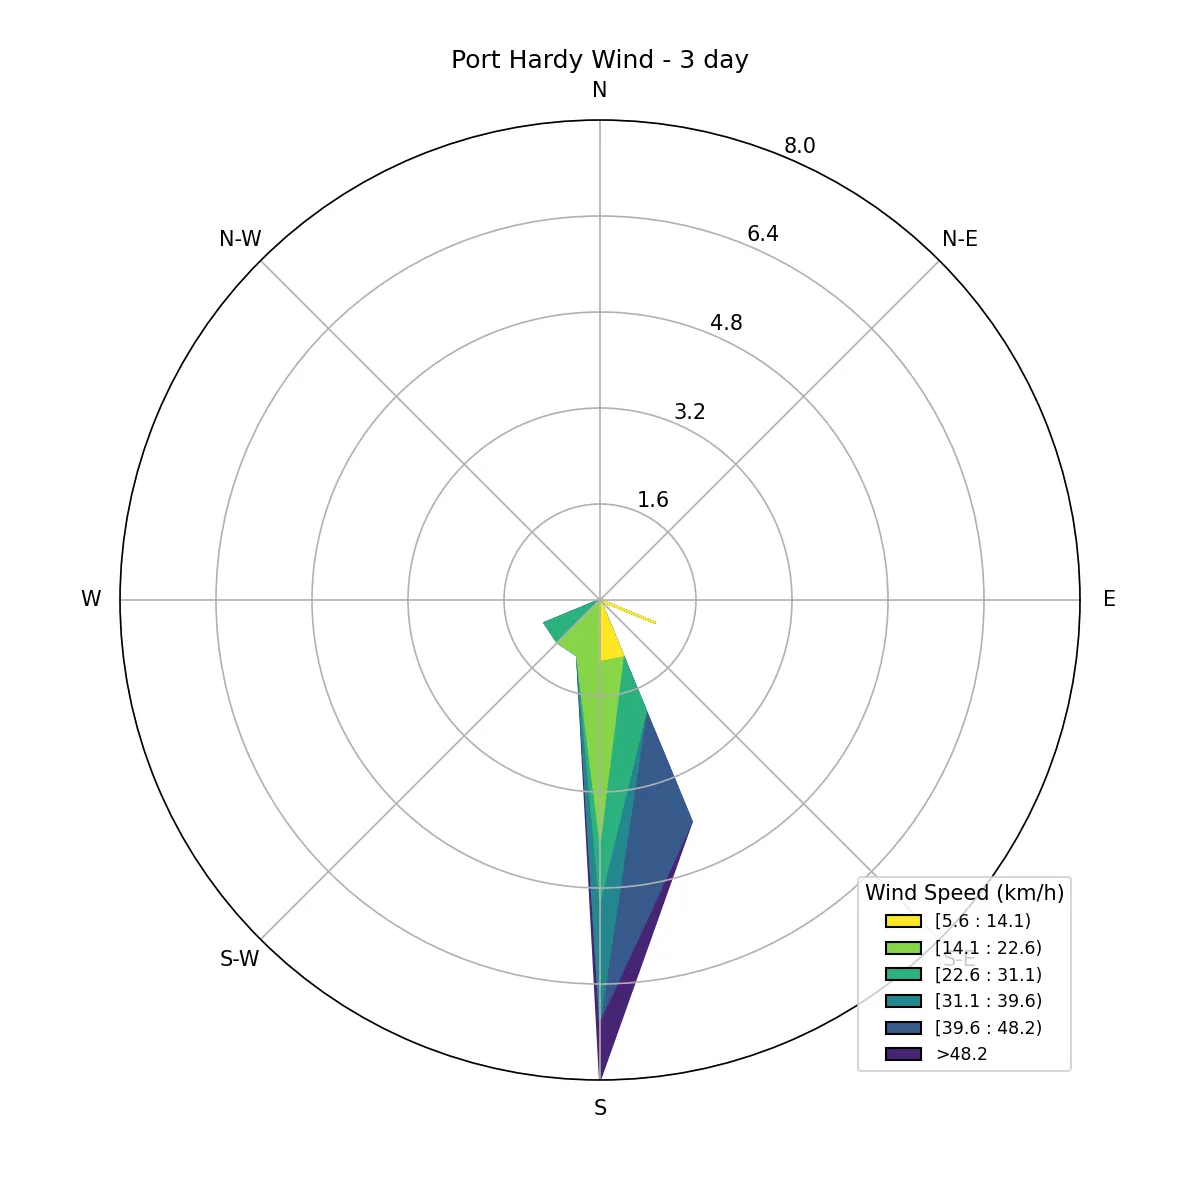 Port Hardy Wind - 3 day
N
8.0
N-W
6.4
N-E
4.8
3.2
1.6
W
E
S-W
S-E
Wind Speed (km/h)
[5.6 : 14.1)
[14.1 : 22.6)
[22.6 : 31.1)
[31.1 : 39.6)
[39.6 : 48.2)
>48.2
S